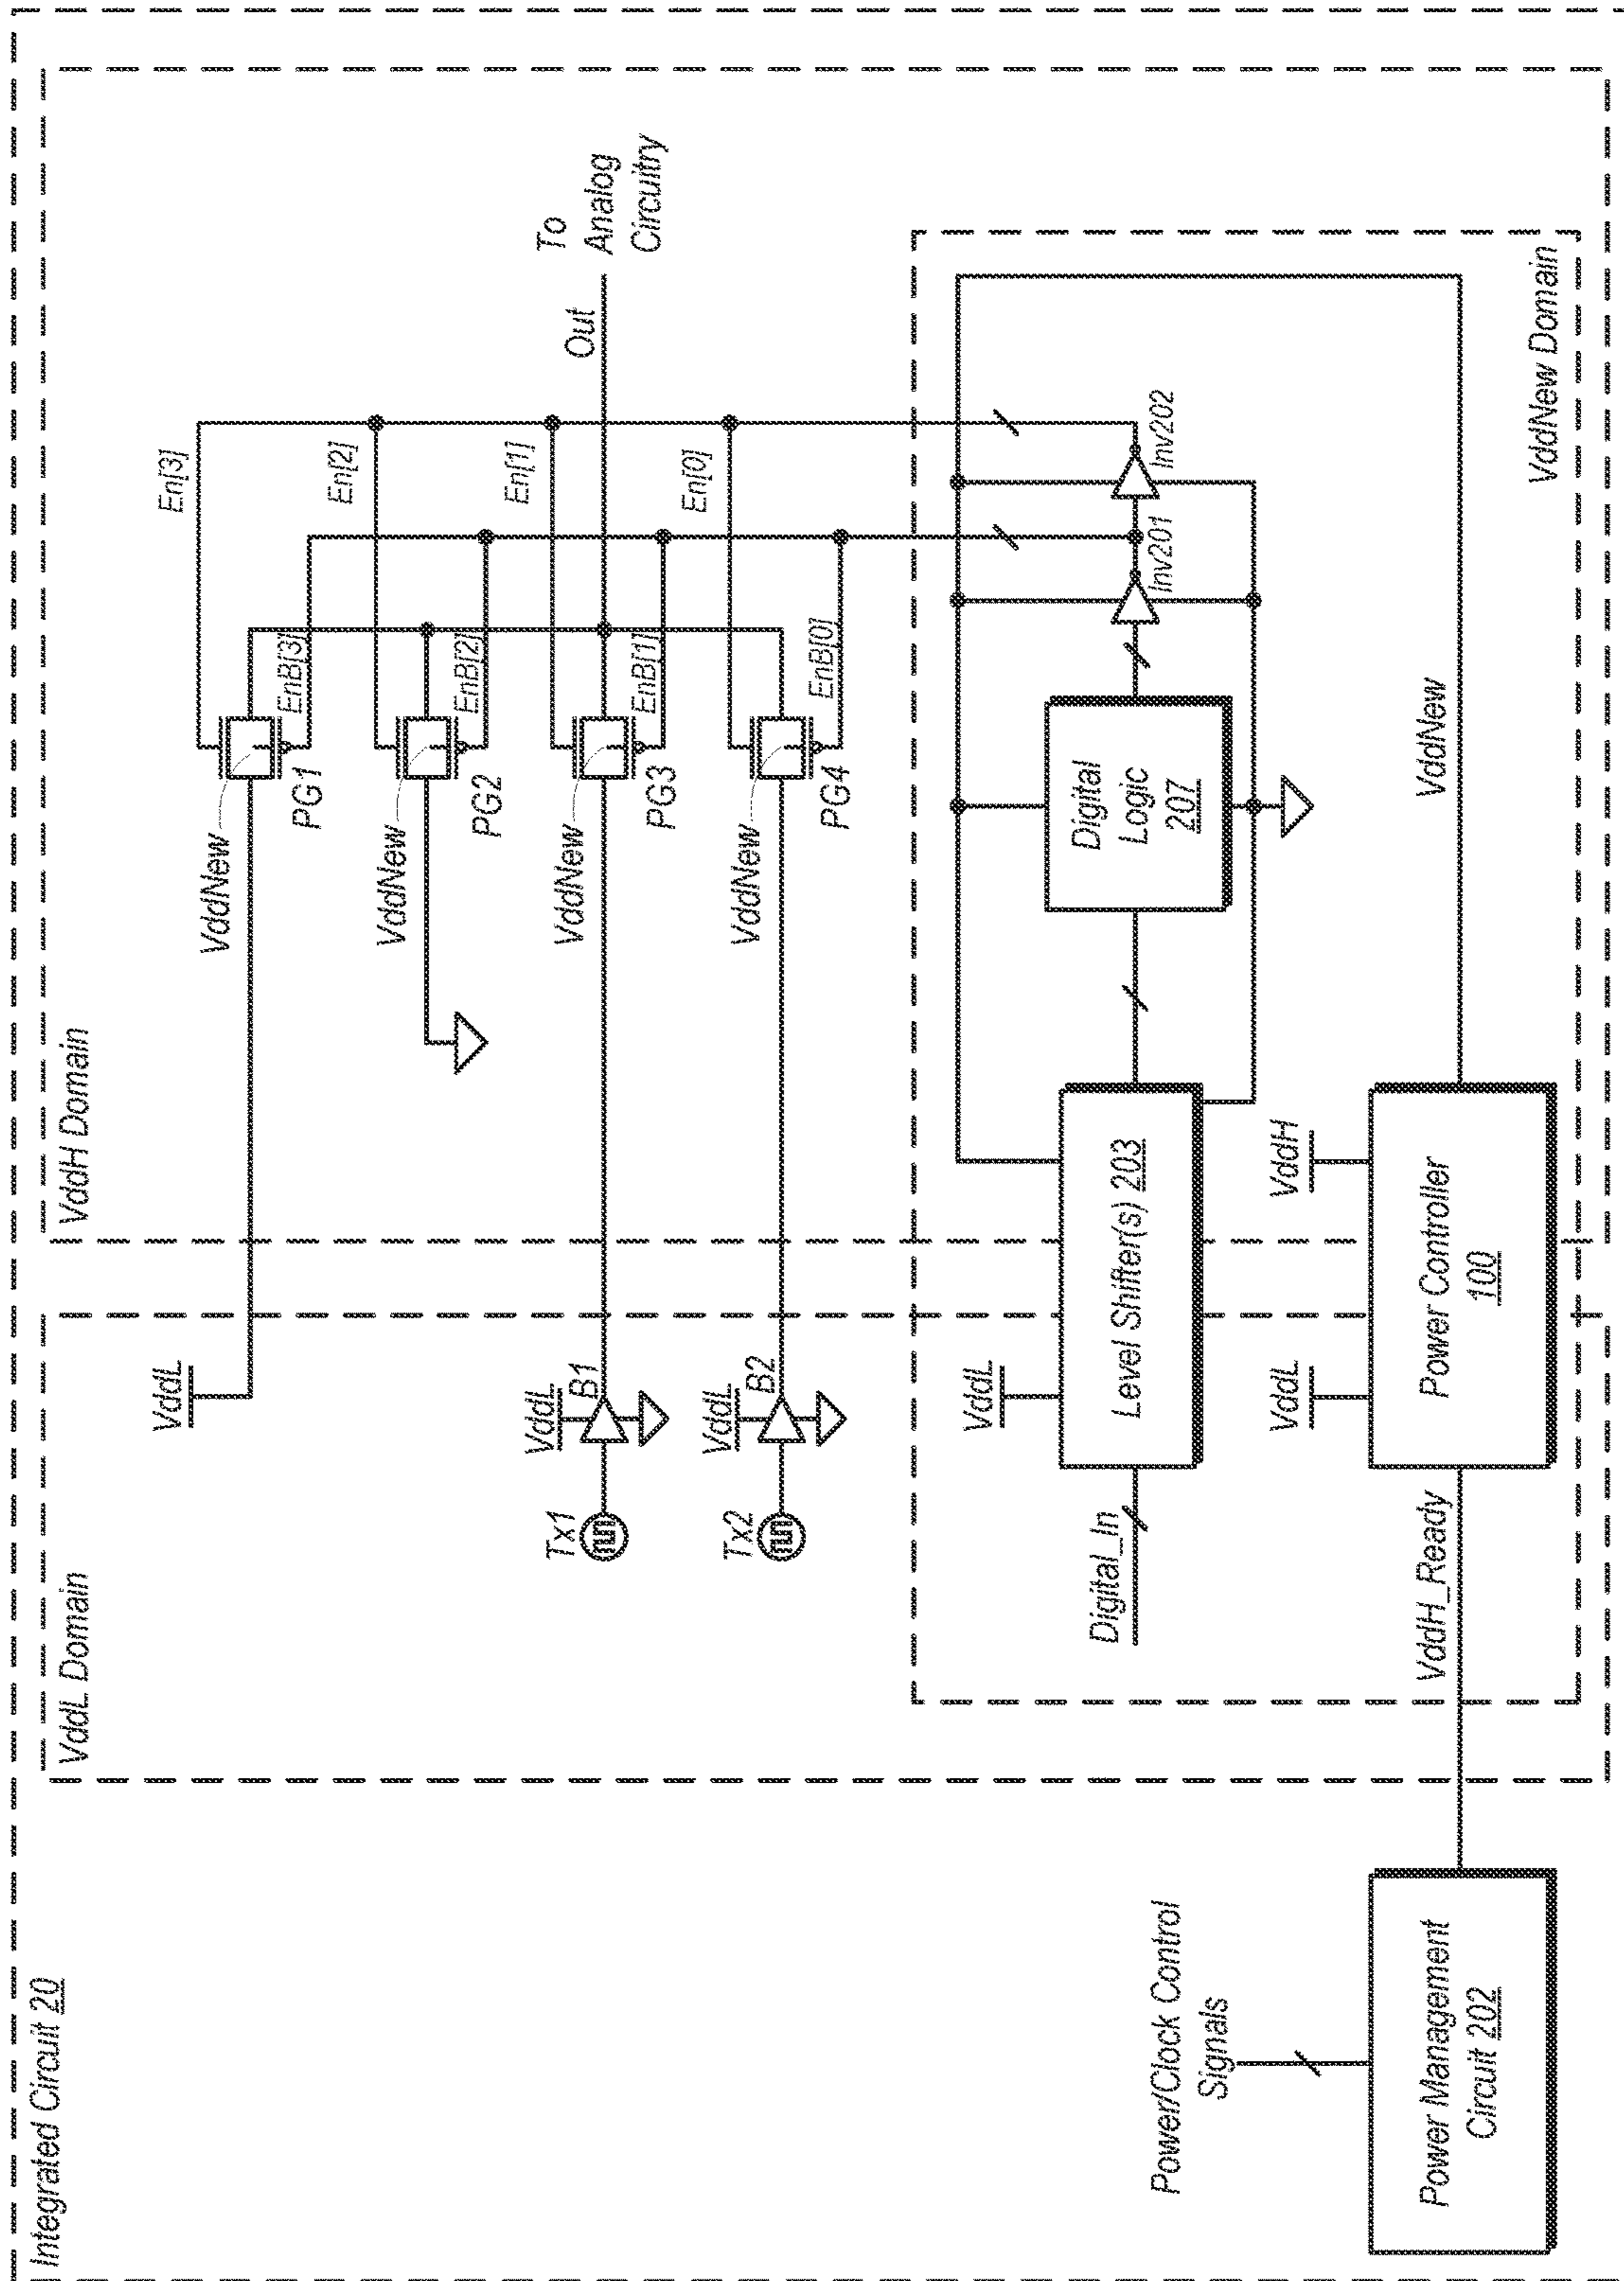 Integrated Circuit 20
VddL Domain
VddH Domain
VddL
En[3]
VddNew
EnB[3]
PG1
En[2]
VddNew
EnB[2]
PG2
To
Analog
Circuitry
Out
VddL
Tx1
B1
En[1]
VddNew
EnB[1]
PG3
VddL
Tx2
B2
En[0]
VddNew
EnB[0]
PG4
VddL
Digital_In
Level Shifter(s) 203
Digital
Logic
207
Inv201
Inv202
Power/Clock Control
Signals
VddL
VddH
Power Management
Circuit 202
VddH_Ready
Power Controller
100
VddNew
VddNew Domain